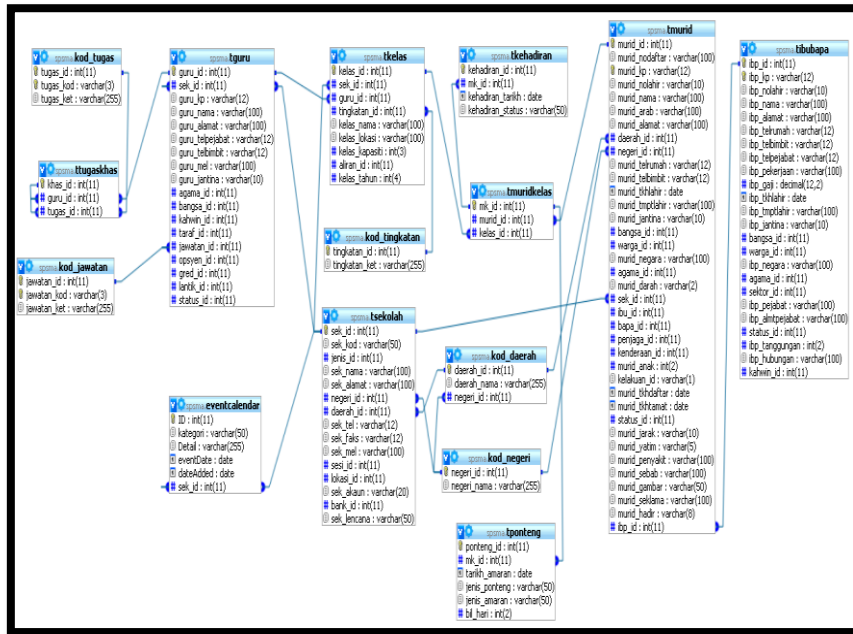 spsma kod_tugas
tugas_id : int(11)
tugas_kod : varchar(3)
tugas_ket : varchar(255)
spsma ttugaskhas
khas_id : int(11)
guru_id : int(11)
tugas_id : int(11)
spsma kod_jawatan
jawatan_id : int(11)
jawatan_kod : varchar(3)
jawatan_ket : varchar(255)
spsma tguru
guru_id : int(11)
sek_id : int(11)
guru_kp : varchar(12)
guru_nama : varchar(100)
guru_alamat : varchar(100)
guru_telpejabat : varchar(12)
guru_telbimbit : varchar(12)
guru_mel : varchar(100)
guru_jantina : varchar(10)
agama_id : int(11)
bangsa_id : int(11)
kahwin_id : int(11)
taraf_id : int(11)
jawatan_id : int(11)
opsyen_id : int(11)
gred_id : int(11)
lantik_id : int(11)
status_id : int(11)
spsma eventcalendar
ID : int(11)
kategori : varchar(50)
Detail : varchar(255)
eventDate : date
dateAdded : date
sek_id : int(11)
spsma tkelas
kelas_id : int(11)
sek_id : int(11)
guru_id : int(11)
tingkatan_id : int(11)
kelas_nama : varchar(100)
kelas_lokasi : varchar(100)
kelas_kapasiti : int(3)
aliran_id : int(11)
kelas_tahun : int(4)
spsma kod_tingkatan
tingkatan_id : int(11)
tingkatan_ket : varchar(255)
spsma tsekolah
sek_id : int(11)
sek_kod : varchar(50)
jenis_id : int(11)
sek_nama : varchar(100)
sek_alamat : varchar(100)
negeri_id : int(11)
daerah_id : int(11)
sek_tel : varchar(12)
sek_faks : varchar(12)
sek_mel : varchar(100)
sesi_id : int(11)
lokasi_id : int(11)
sek_akaun : varchar(20)
bank_id : int(11)
sek_lencana : varchar(50)
spsma tkehadiran
kehadiran_id : int(11)
mk_id : int(11)
kehadiran_tarikh : date
kehadiran_status : varchar(50)
spsma tmuridkelas
mk_id : int(11)
murid_id : int(11)
kelas_id : int(11)
spsma kod_daerah
daerah_id : int(11)
daerah_nama : varchar(255)
negeri_id : int(11)
spsma kod_negeri
negeri_id : int(11)
negeri_nama : varchar(255)
spsma tponteng
ponteng_id : int(11)
mk_id : int(11)
tarikh_amaran : date
jenis_ponteng : varchar(50)
jenis_amaran : varchar(50)
bil_hari : int(2)
spsma tmurid
murid_id : int(11)
murid_nodaftar : varchar(100)
murid_kp : varchar(12)
murid_nolahir : varchar(10)
murid_nama : varchar(100)
murid_arab : varchar(100)
murid_alamat : varchar(100)
daerah_id : int(11)
negeri_id : int(11)
murid_telrumah : varchar(12)
murid_telbimbit : varchar(12)
murid_tkhlahir : date
murid_tmptlahir : varchar(100)
murid_jantina : varchar(10)
bangsa_id : int(11)
warga_id : int(11)
murid_negara : varchar(100)
agama_id : int(11)
murid_darah : varchar(2)
sek_id : int(11)
ibu_id : int(11)
bapa_id : int(11)
penjaga_id : int(11)
kenderaan_id : int(11)
murid_anak : int(2)
kelakuan_id : varchar(1)
murid_tkhdaftar : date
murid_tkhtamat : date
status_id : int(11)
murid_jarak : varchar(10)
murid_yatim : varchar(5)
murid_penyakit : varchar(100)
murid_sebab : varchar(100)
murid_gambar : varchar(50)
murid_seklama : varchar(100)
murid_hadir : varchar(8)
ibp_id : int(11)
spsma tibubapa
ibp_id : int(11)
ibp_kp : varchar(12)
ibp_nolahir : varchar(10)
ibp_nama : varchar(100)
ibp_alamat : varchar(100)
ibp_telrumah : varchar(12)
ibp_telbimbit : varchar(12)
ibp_telpejabat : varchar(12)
ibp_pekerjaan : varchar(100)
ibp_gaji : decimal(12,2)
ibp_tkhlahir : date
ibp_tmptlahir : varchar(100)
ibp_jantina : varchar(10)
bangsa_id : int(11)
warga_id : int(11)
ibp_negara : varchar(100)
agama_id : int(11)
sektor_id : int(11)
ibp_pejabat : varchar(100)
ibp_almtpejabat : varchar(100)
status_id : int(11)
ibp_tanggungan : int(2)
ibp_hubungan : varchar(100)
kahwin_id : int(11)